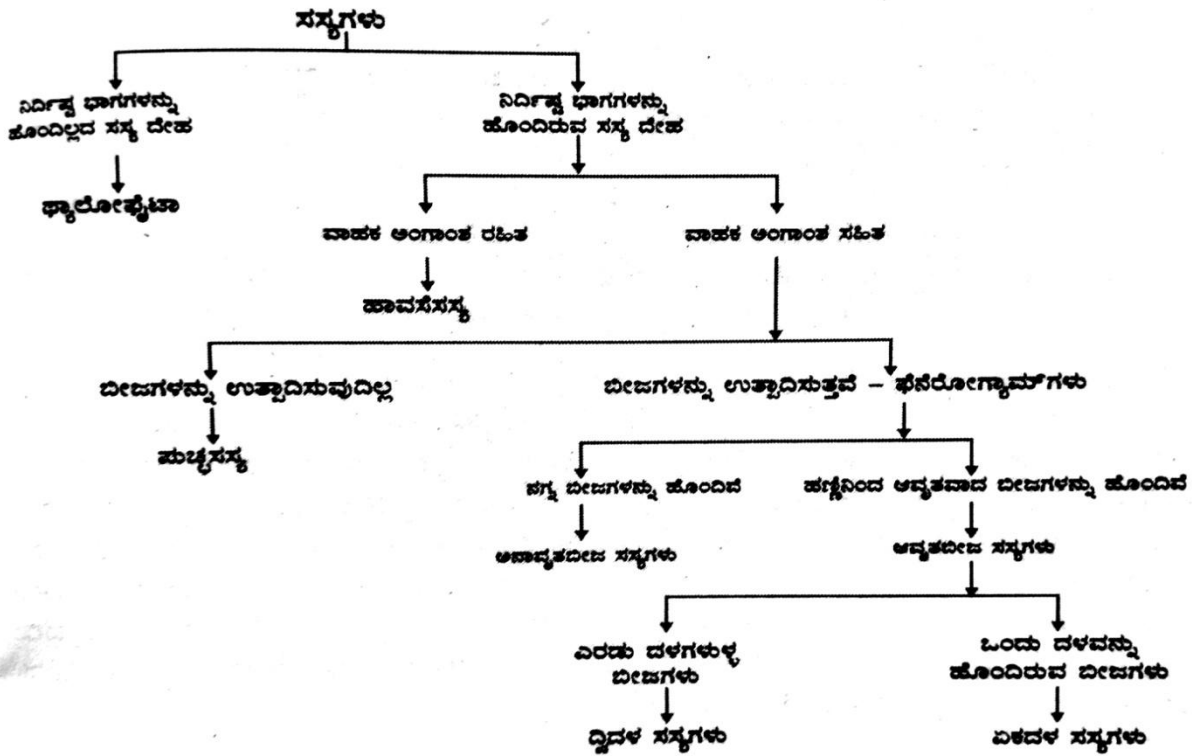 ಸಸ್ಯಗಳು
ನಿರ್ದಿಷ್ಟ ಭಾಗಗಳನ್ನು
ಹೊಂದಿಲ್ಲದ ಸಸ್ಯ ದೇಹ
ನಿರ್ದಿಷ್ಟ ಭಾಗಗಳನ್ನು
ಹೊಂದಿರುವ ಸಸ್ಯ ದೇಹ
ಥ್ಯಾಲೋಫೈಟಾ
ವಾಹಕ ಅಂಗಾಂಶ ರಹಿತ
ವಾಹಕ ಅಂಗಾಂಶ ಸಹಿತ
ಹಾವಸೆಸಸ್ಯ
ಬೀಜಗಳನ್ನು ಉತ್ಪಾದಿಸುವುದಿಲ್ಲ
ಬೀಜಗಳನ್ನು ಉತ್ಪಾದಿಸುತ್ತವೆ – ಫೆನೆರೋಗ್ಯಾಮ್‌ಗಳು
ಪುಚ್ಛಸಸ್ಯ
ನಗ್ನ ಬೀಜಗಳನ್ನು ಹೊಂದಿವೆ
ಹಣ್ಣಿನಿಂದ ಆವೃತವಾದ ಬೀಜಗಳನ್ನು ಹೊಂದಿವೆ
ಅನಾವೃತಬೀಜ ಸಸ್ಯಗಳು
ಆವೃತಬೀಜ ಸಸ್ಯಗಳು
ಎರಡು ದಳಗಳುಳ್ಳ
ಬೀಜಗಳು
ಒಂದು ದಳವನ್ನು
ಹೊಂದಿರುವ ಬೀಜಗಳು
ದ್ವಿದಳ ಸಸ್ಯಗಳು
ಏಕದಳ ಸಸ್ಯಗಳು